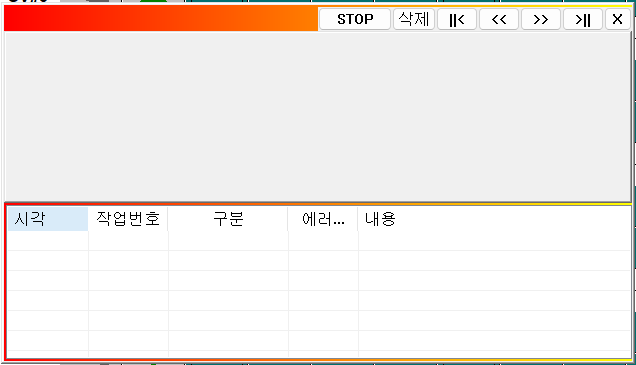 STOP 삭제 ||< << >> >|| X
시각 작업번호 구분 에러... 내용